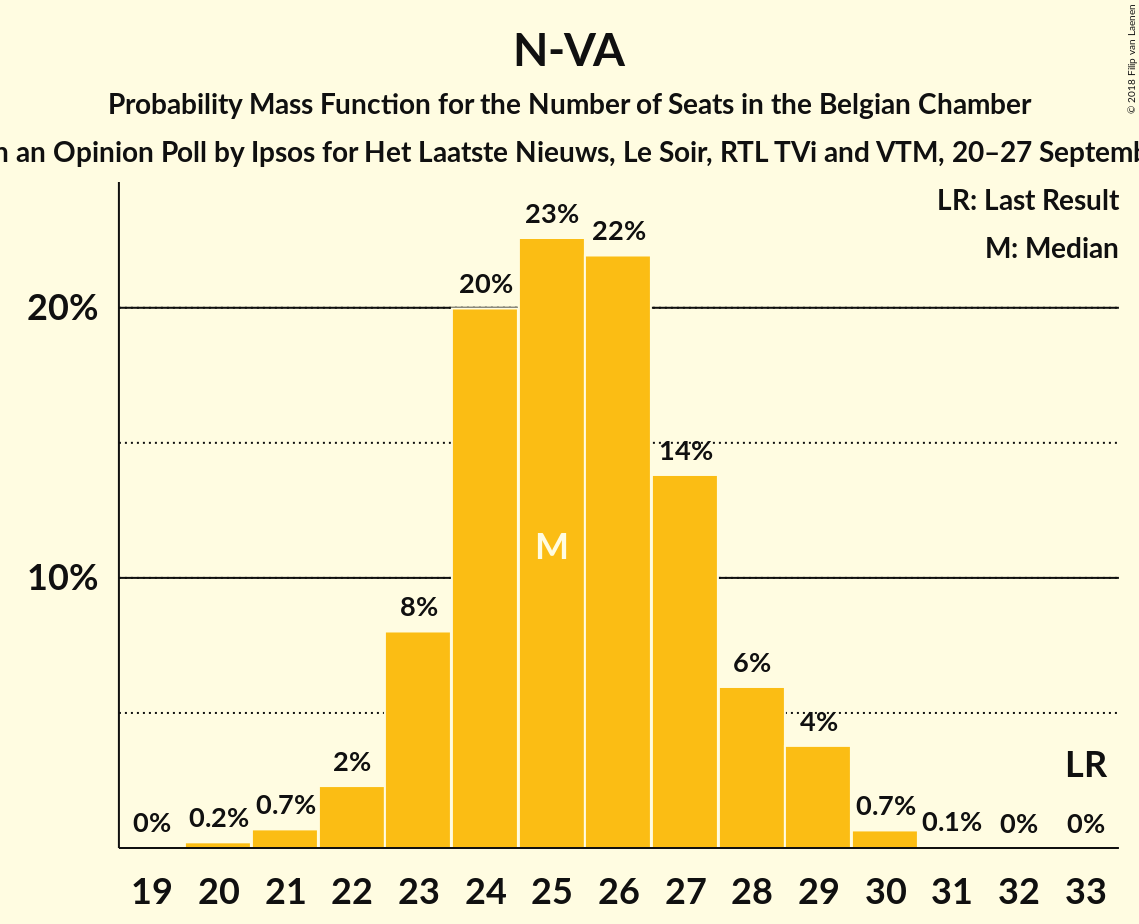 © 2018 Filip van Laenen
N-VA
Probability Mass Function for the Number of Seats in the Belgian Chamber
an Opinion Poll by Ipsos for Het Laatste Nieuws, Le Soir, RTL TVi and VTM, 20–27
LR: Last Result
M: Median
23%
22%
20%
20%
14%
M
10%
8%
6%
4%
LR
2%
0%
0.2%
0.7%
0.7%
0.1%
0%
0%
19 20 21 22 23 24 25 26 27 28 29 30 31 32 33